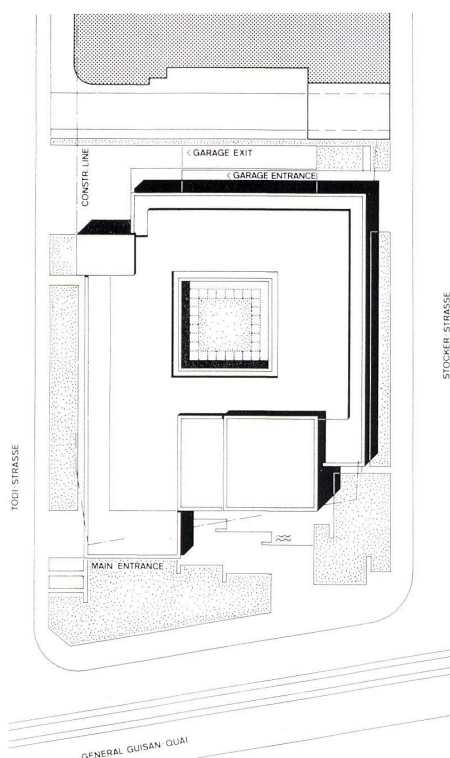 < GARAGE EXIT
< GARAGE ENTRANCE
CONSTR. LINE
STOCKER STRASSE
TÖDI STRASSE
MAIN ENTRANCE
GENERAL GUISAN-QUAI